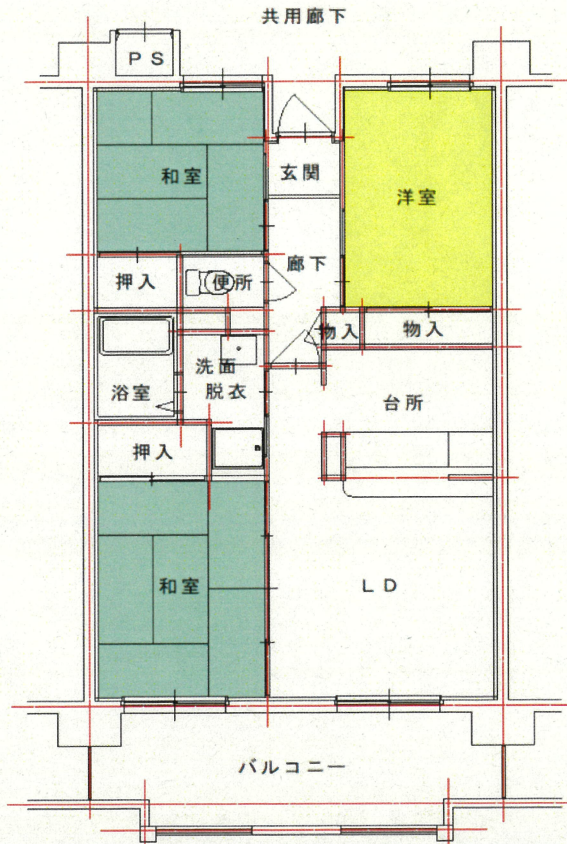 共用廊下
PS
和室
玄関
洋室
押入
便所
廊下
物入
物入
洗面
脱衣
浴室
台所
押入
和室
LD
バルコニー